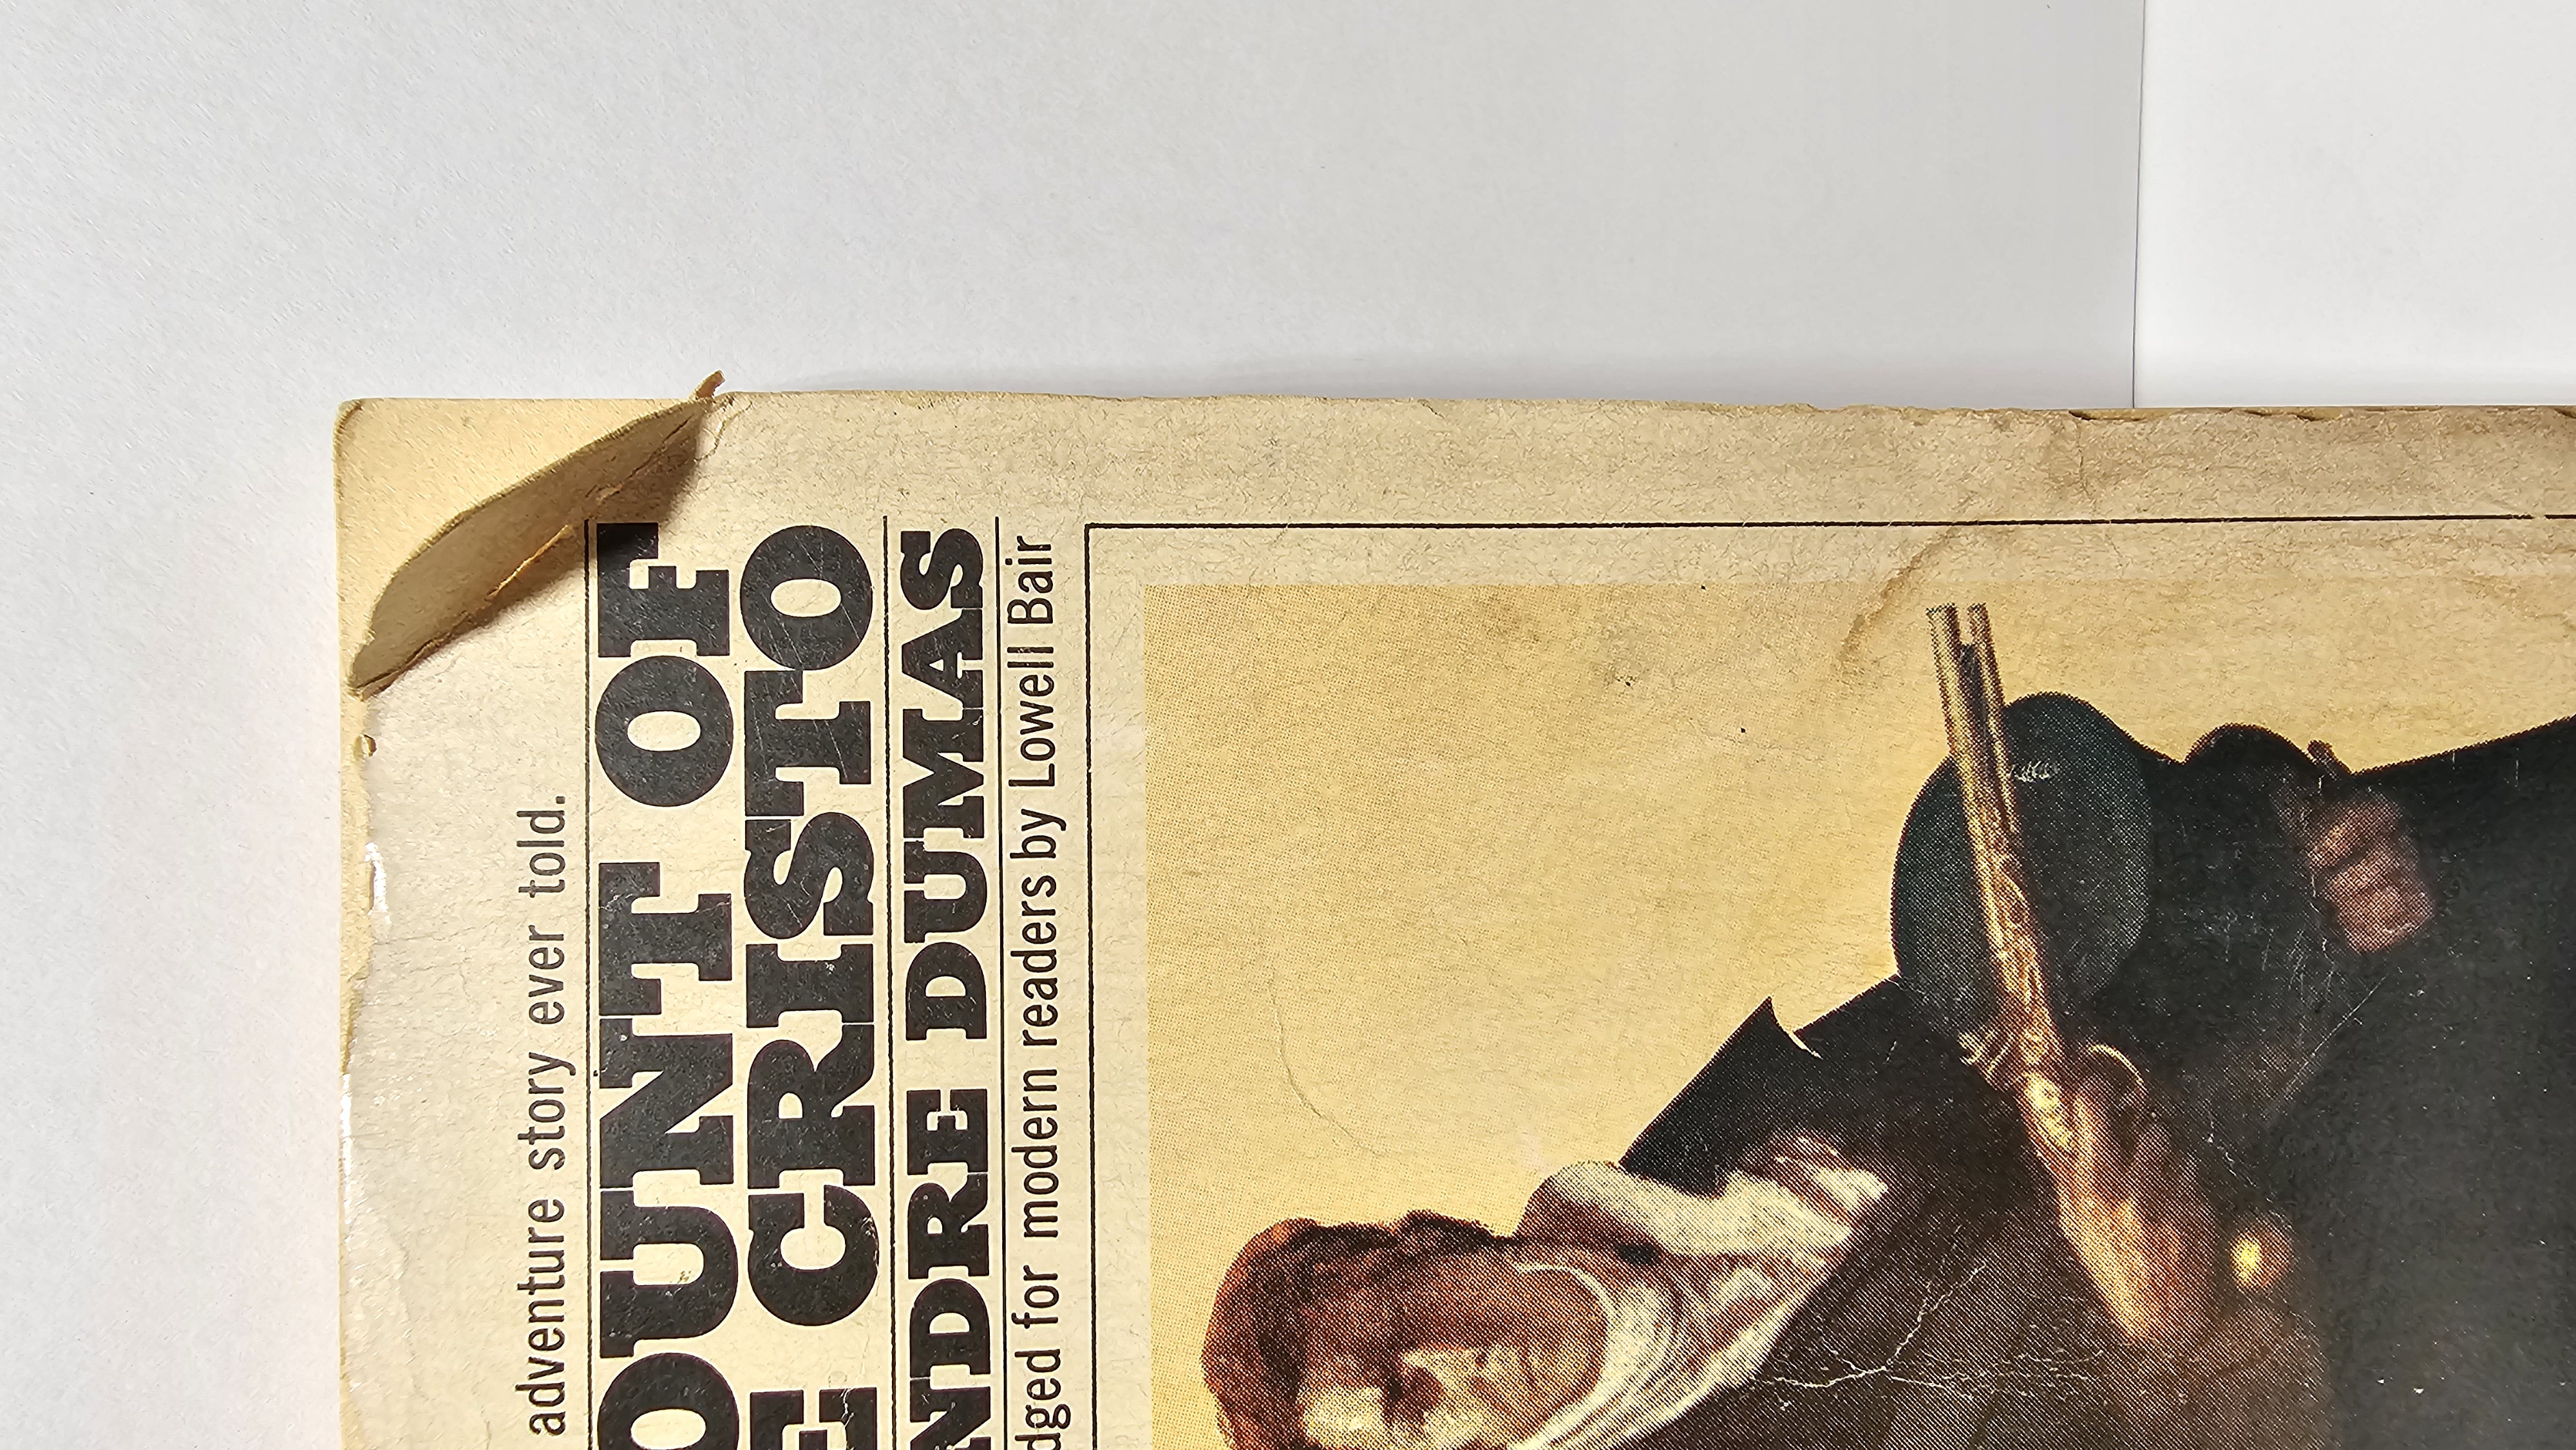 adventure story ever told.
OUNT OF
E CRISTO
NDRE DUMAS
dged for modern readers by Lowell Bair